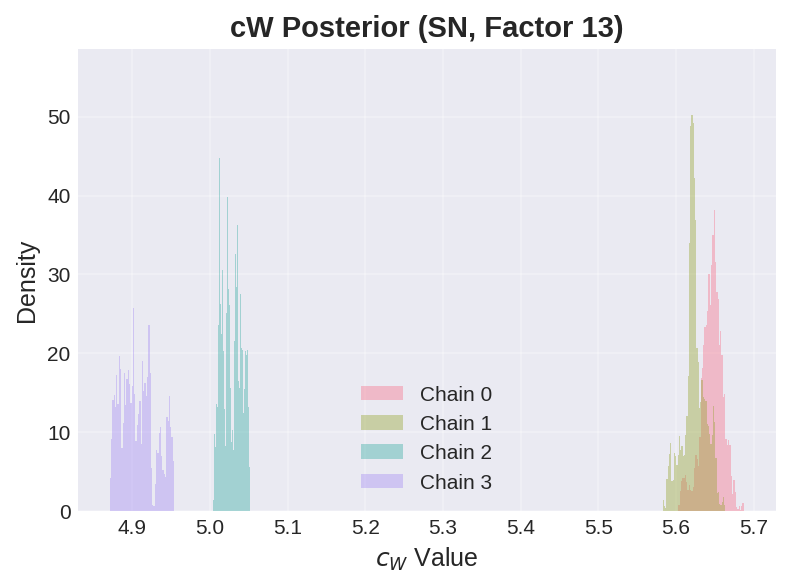 cW Posterior (SN, Factor 13)
Density
50
40
30
20
10
0
Chain 0
Chain 1
Chain 2
Chain 3
4.9 5.0 5.1 5.2 5.3 5.4 5.5 5.6 5.7
c_W Value